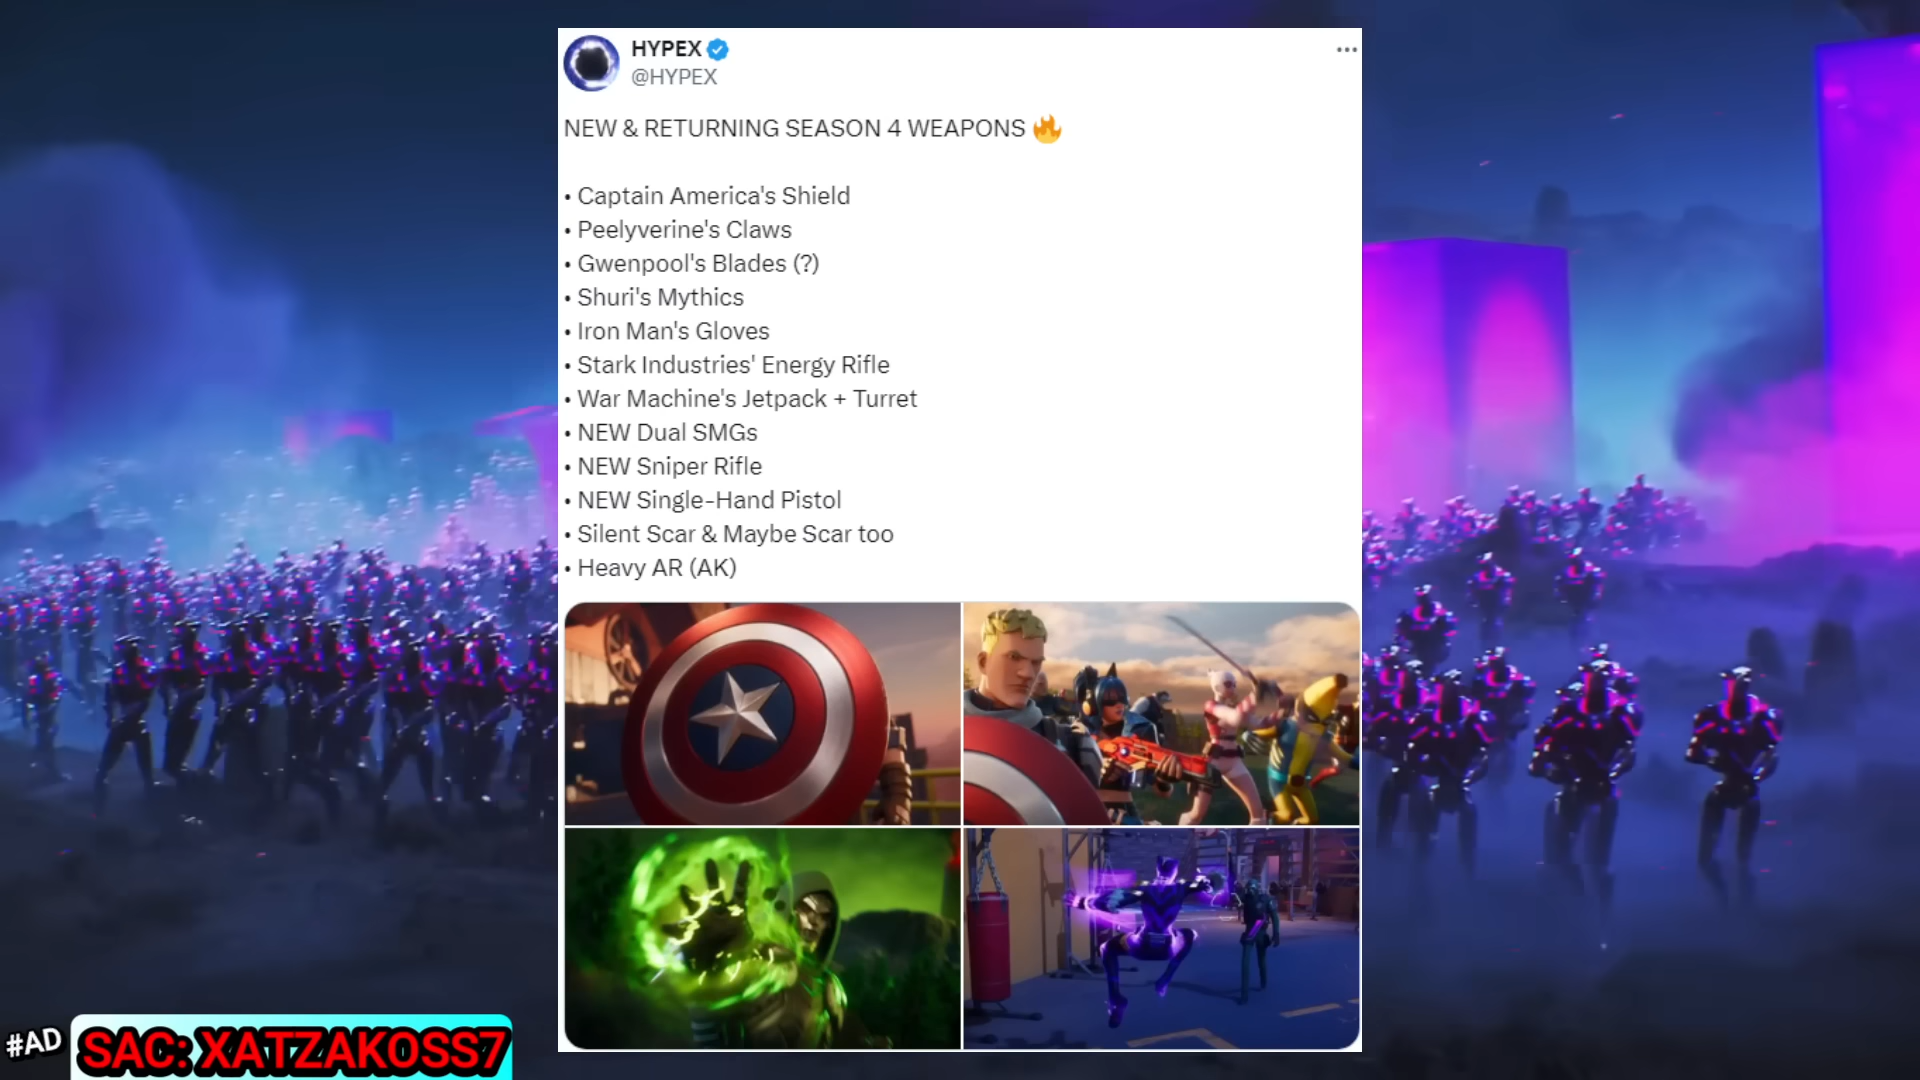 HYPEX
@HYPEX
NEW & RETURNING SEASON 4 WEAPONS 🔥
• Captain America's Shield
• Peelyverine's Claws
• Gwenpool's Blades (?)
• Shuri's Mythics
• Iron Man's Gloves
• Stark Industries' Energy Rifle
• War Machine's Jetpack + Turret
• NEW Dual SMGs
• NEW Sniper Rifle
• NEW Single-Hand Pistol
• Silent Scar & Maybe Scar too
• Heavy AR (AK)
#AD
SAC: XATZAKOSS7